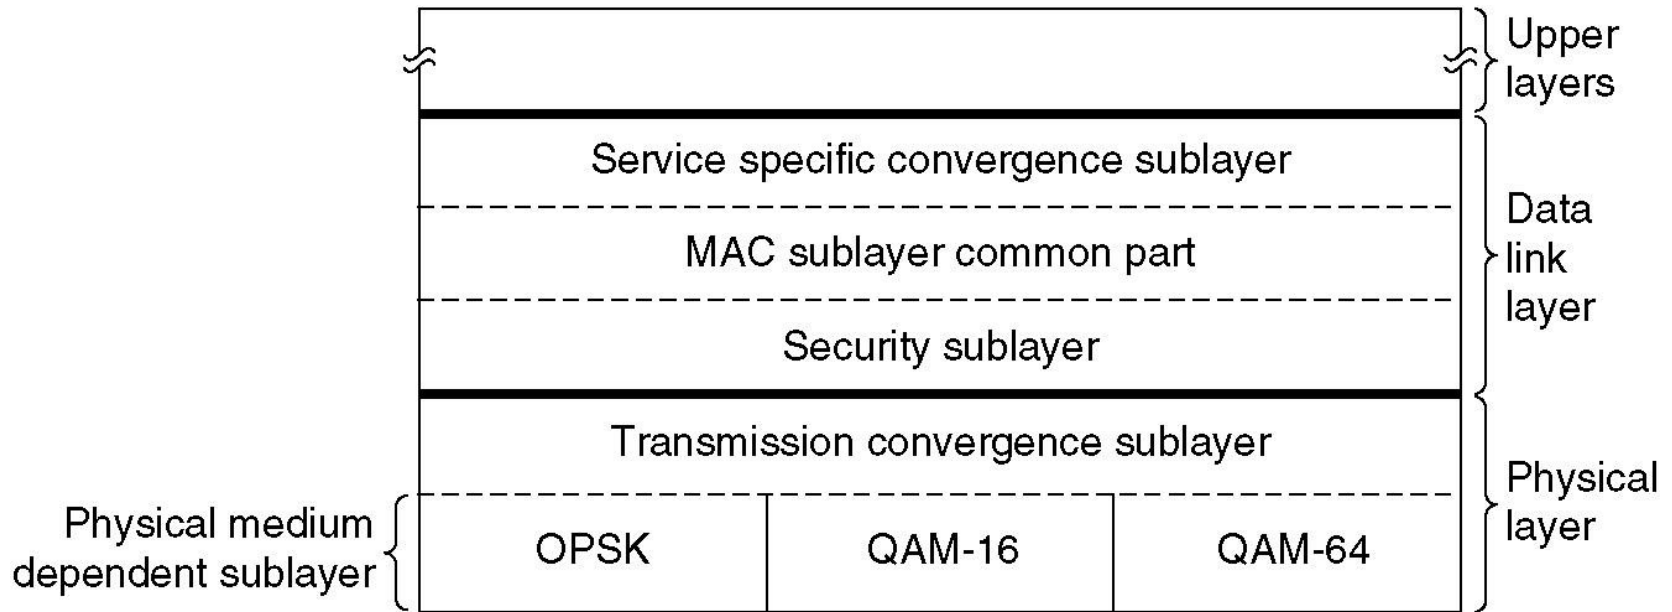 Upper
layers
Service specific convergence sublayer
MAC sublayer common part
Security sublayer
Data
link
layer
Transmission convergence sublayer
Physical
layer
Physical medium
dependent sublayer
OPSK
QAM-16
QAM-64